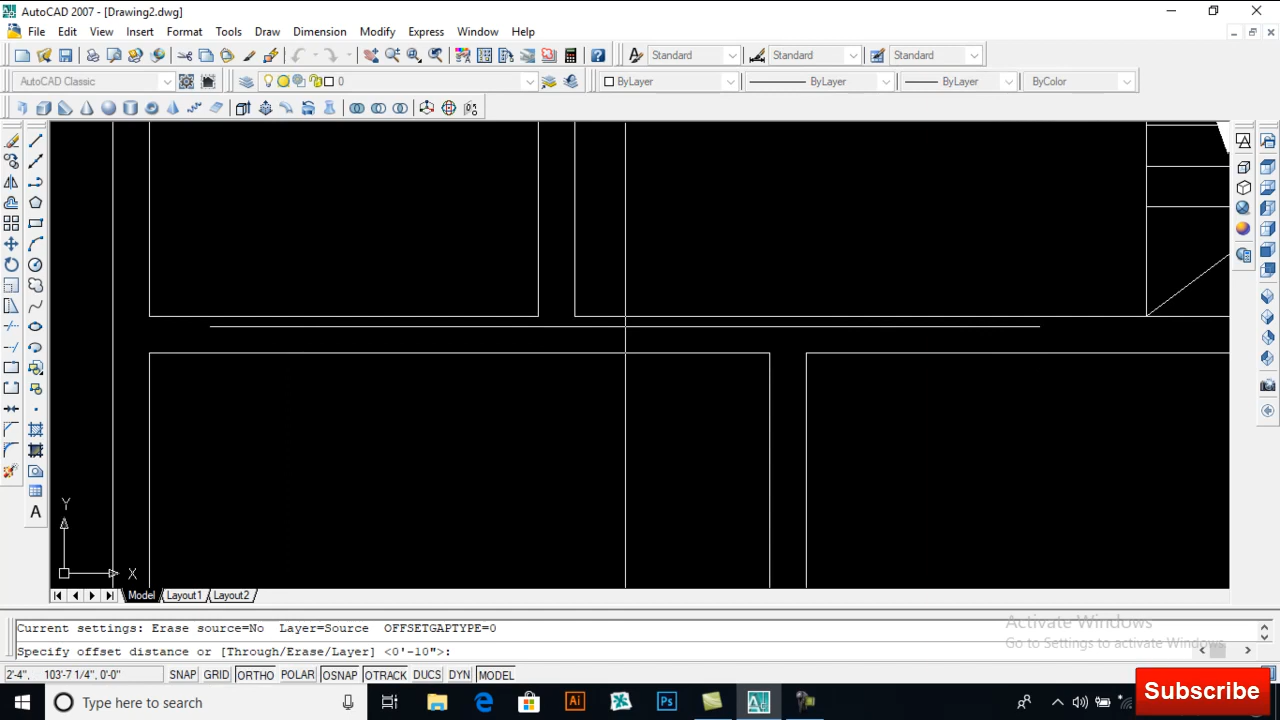 AutoCAD 2007 - [Drawing2.dwg]
File Edit View Insert Format Tools Draw Dimension Modify Express Window Help
Standard Standard Standard
AutoCAD Classic 0 ByLayer ByLayer ByLayer ByColor
Y
X
Model Layout1 Layout2
Current settings: Erase source=No Layer=Source OFFSETGAPTYPE=0
Specify offset distance or [Through/Erase/Layer] <0'-10">:
Activate Windows
Go to Settings to activate Windows.
2'-4", 103'-7 1/4", 0'-0" SNAP GRID ORTHO POLAR OSNAP OTRACK DUCS DYN MODEL
Subscribe
Type here to search